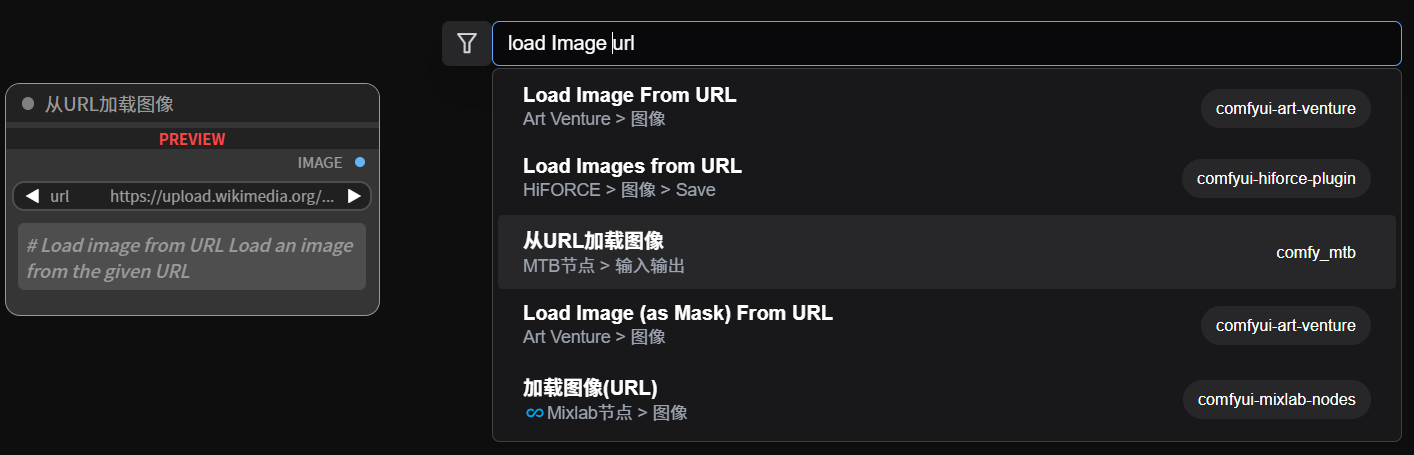 load Image url
从URL加载图像
PREVIEW
IMAGE
url https://upload.wikimedia.org/...
# Load image from URL Load an image
from the given URL
Load Image From URL
Art Venture > 图像
comfyui-art-venture
Load Images from URL
HiFORCE > 图像 > Save
comfyui-hiforce-plugin
从URL加载图像
MTB节点 > 输入输出
comfy_mtb
Load Image (as Mask) From URL
Art Venture > 图像
comfyui-art-venture
加载图像(URL)
Mixlab节点 > 图像
comfyui-mixlab-nodes